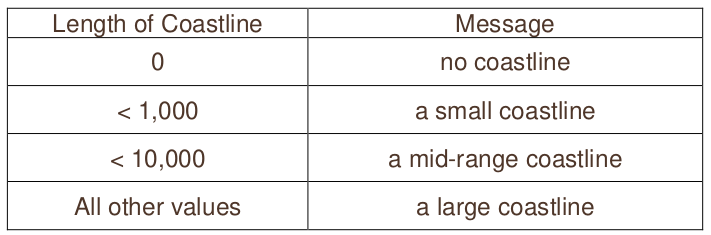 Length of Coastline Message
0 no coastline
< 1,000 a small coastline
< 10,000 a mid-range coastline
All other values a large coastline